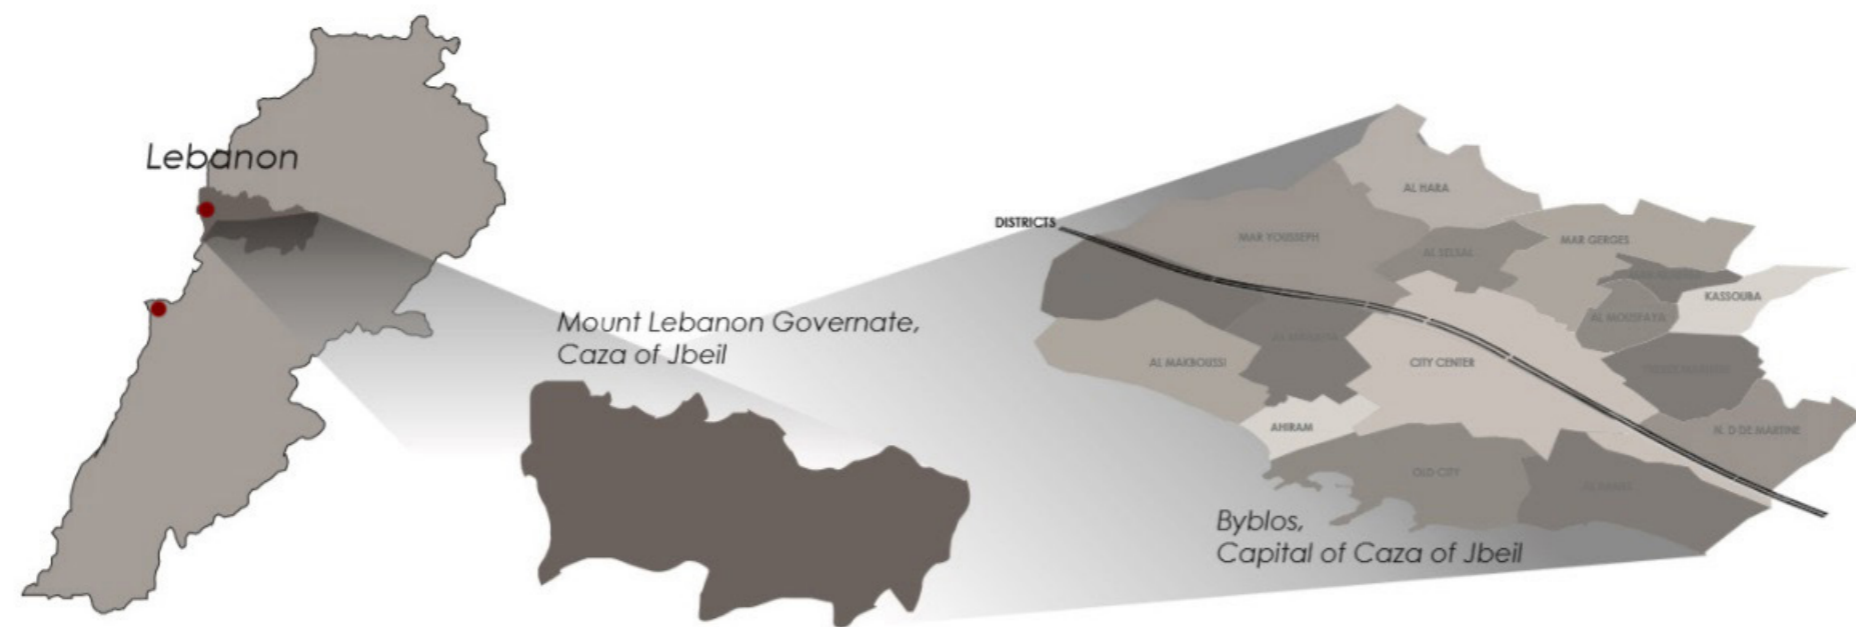 Lebanon
Mount Lebanon Governate,
Caza of Jbeil
DISTRICTS
AL HARA
MAR YOUSSEPH
AL SELSAL
MAR GERGES
KASSOUBA
AL MOUSTAYA
AL MAKBOUSSI
CITY CENTER
AHIRAM
N. D DE MARTINE
OLD CITY
Byblos,
Capital of Caza of Jbeil